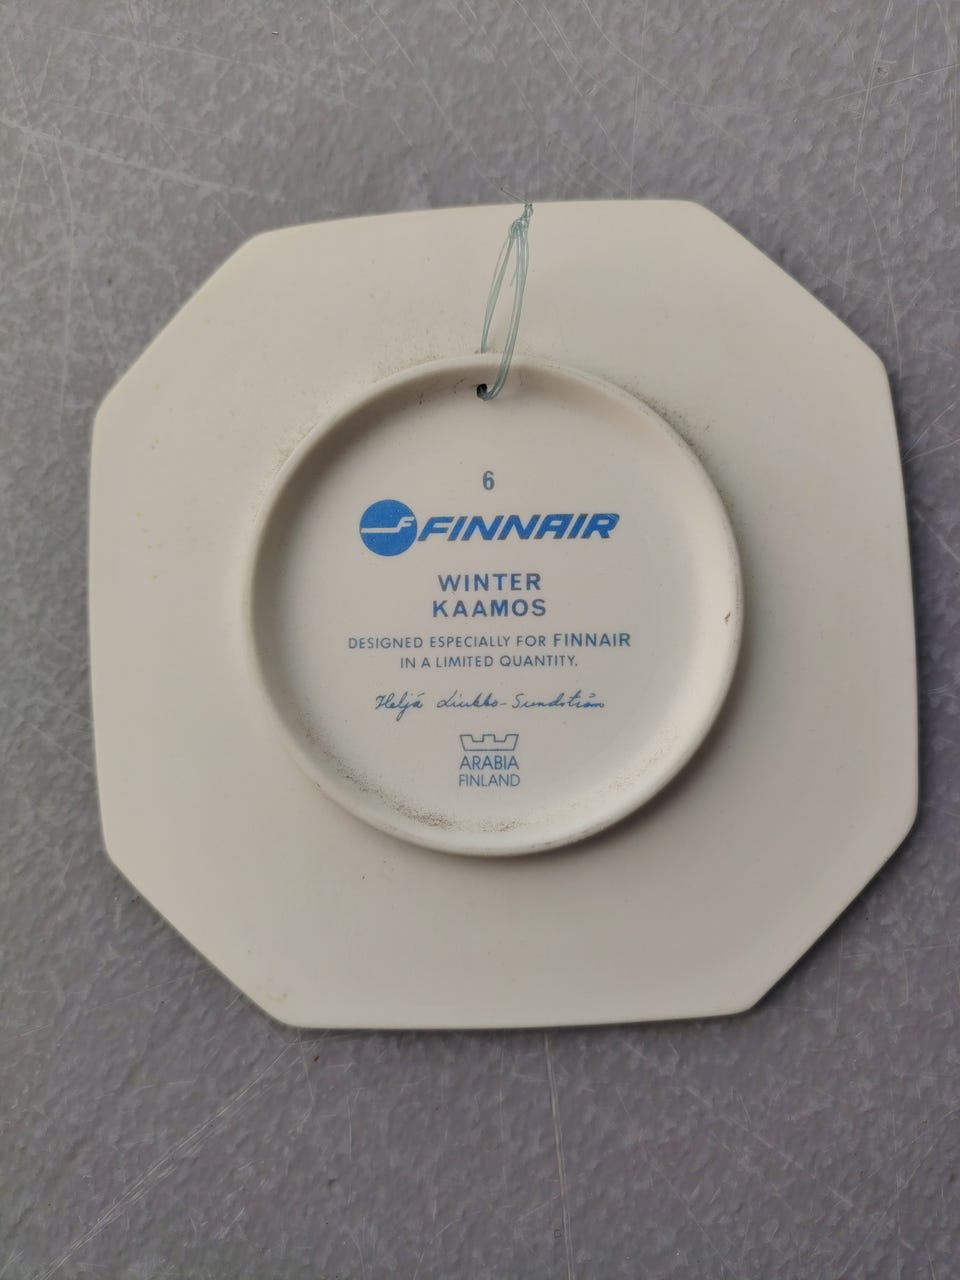 6
FINNAIR
WINTER
KAAMOS
DESIGNED ESPECIALLY FOR FINNAIR
IN A LIMITED QUANTITY.
Heljä Liukko-Sundström
ARABIA
FINLAND